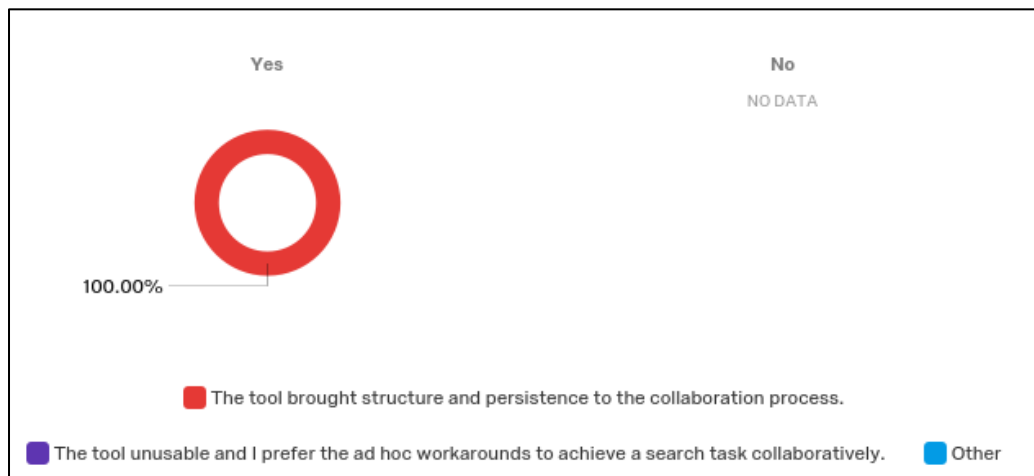 Yes No
NO DATA
100.00%
The tool brought structure and persistence to the collaboration process.
The tool unusable and I prefer the ad hoc workarounds to achieve a search task collaboratively. Other